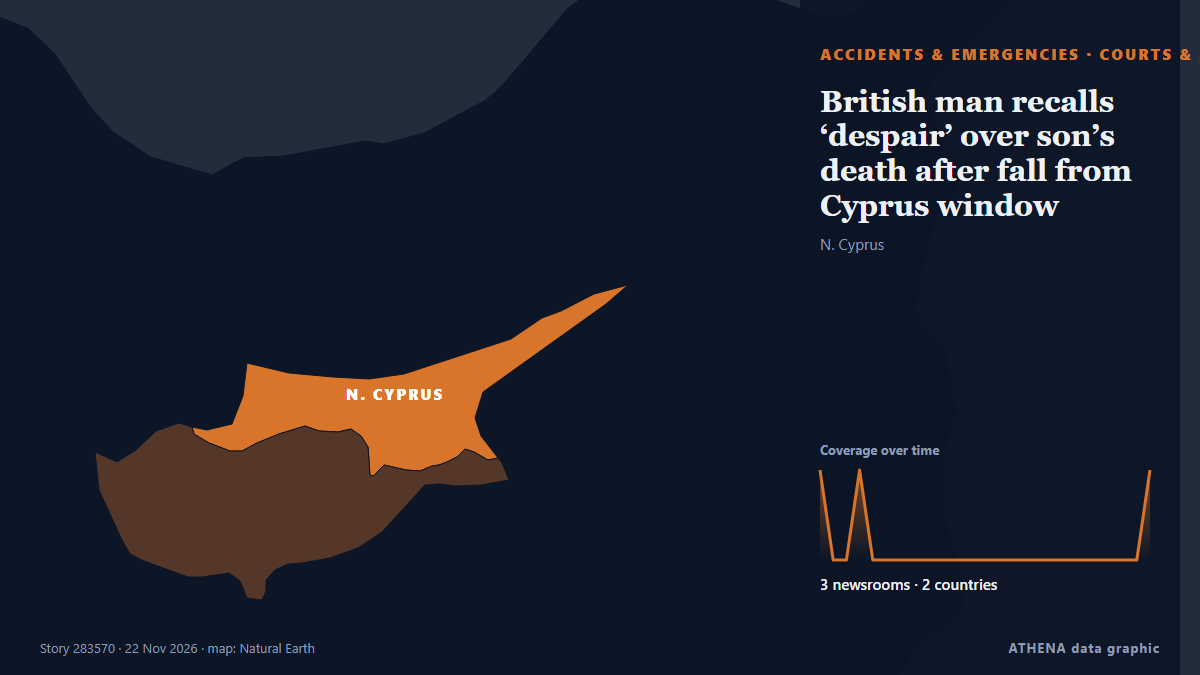 ACCIDENTS & EMERGENCIES · COURTS &
British man recalls
‘despair’ over son’s
death after fall from
Cyprus window
N. Cyprus
N. CYPRUS
Coverage over time
3 newsrooms · 2 countries
Story 283570 · 22 Nov 2026 · map: Natural Earth
ATHENA data graphic